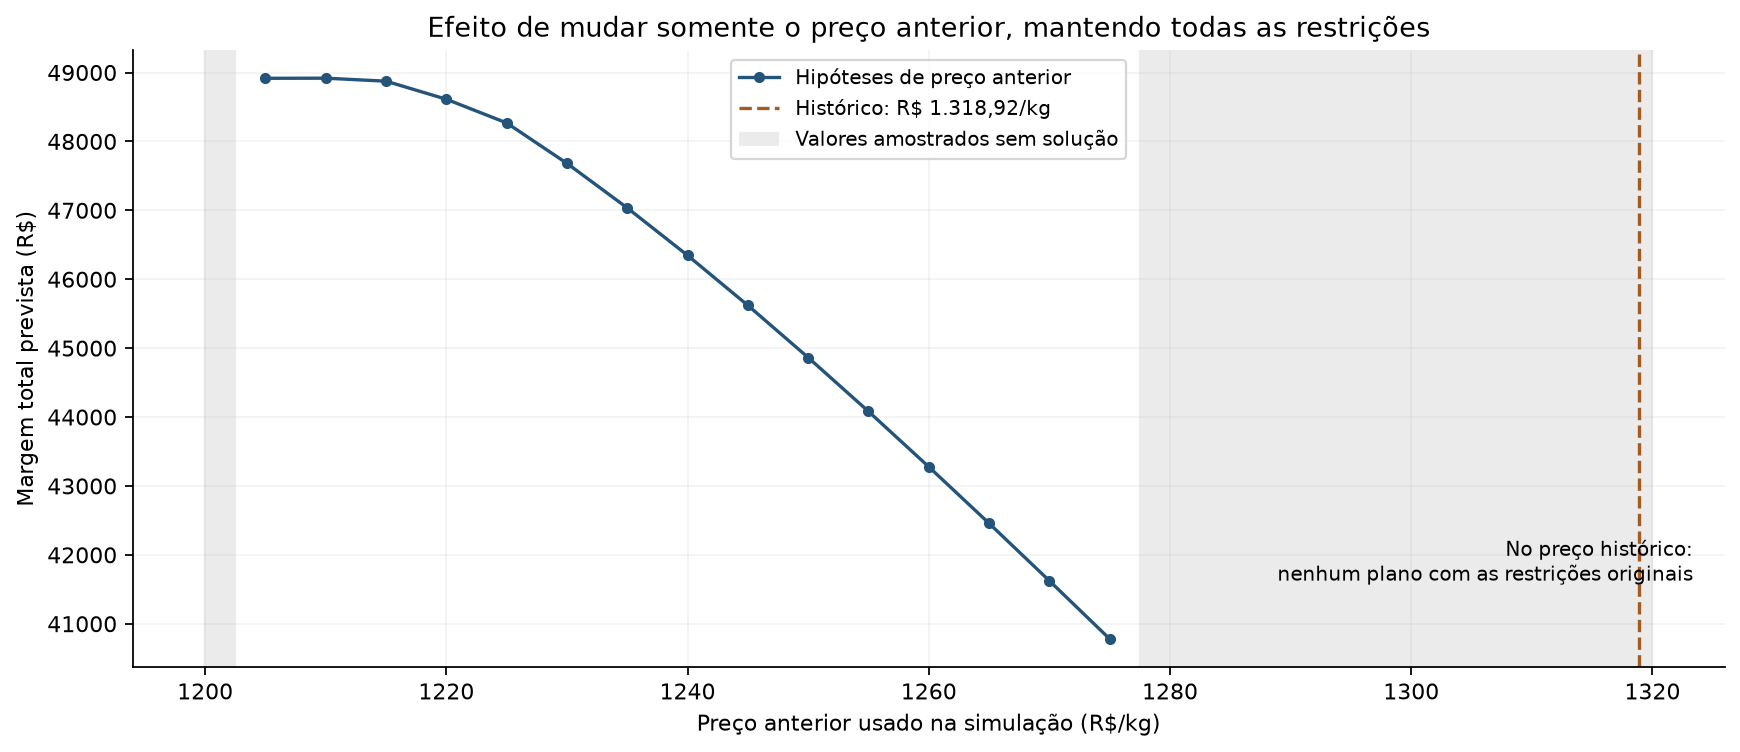 Efeito de mudar somente o preço anterior, mantendo todas as restrições
Margem total prevista (R$)
49000
48000
47000
46000
45000
44000
43000
42000
41000
Hipóteses de preço anterior
Histórico: R$ 1.318,92/kg
Valores amostrados sem solução
No preço histórico:
nenhum plano com as restrições originais
1200
1220
1240
1260
1280
1300
1320
Preço anterior usado na simulação (R$/kg)